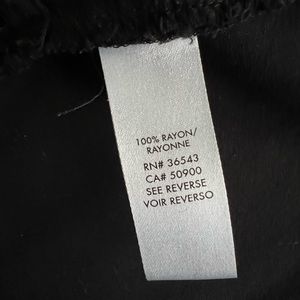 100% RAYON/
RAYONNE
RN# 36543
CA# 50900
SEE REVERSE
VOIR REVERSO